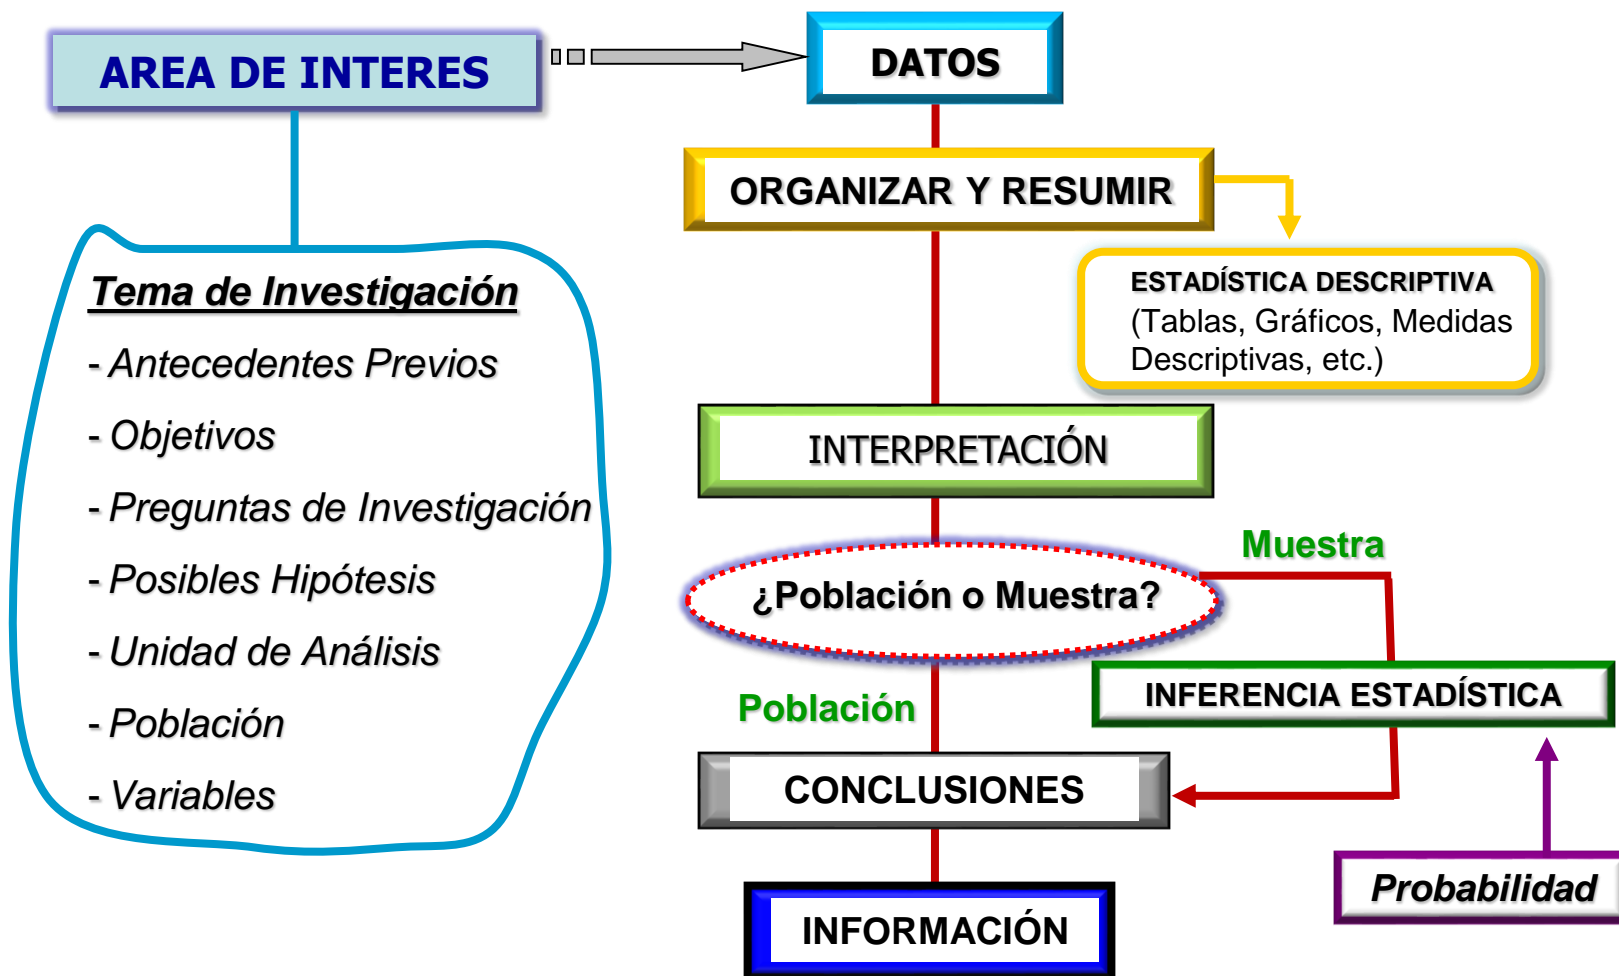 AREA DE INTERES
Tema de Investigación
- Antecedentes Previos
- Objetivos
- Preguntas de Investigación
- Posibles Hipótesis
- Unidad de Análisis
- Población
- Variables
DATOS
ORGANIZAR Y RESUMIR
ESTADÍSTICA DESCRIPTIVA
(Tablas, Gráficos, Medidas
Descriptivas, etc.)
INTERPRETACIÓN
¿Población o Muestra?
Muestra
INFERENCIA ESTADÍSTICA
Población
CONCLUSIONES
Probabilidad
INFORMACIÓN